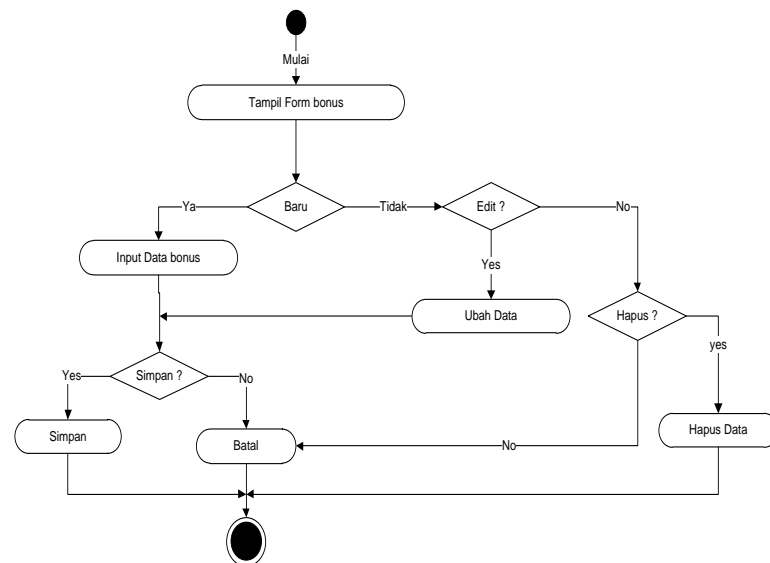 Mulai
Tampil Form bonus
Ya
Baru
Tidak
Edit ?
No
Input Data bonus
Yes
Ubah Data
Hapus ?
yes
Yes
Simpan ?
No
Simpan
Batal
No
Hapus Data